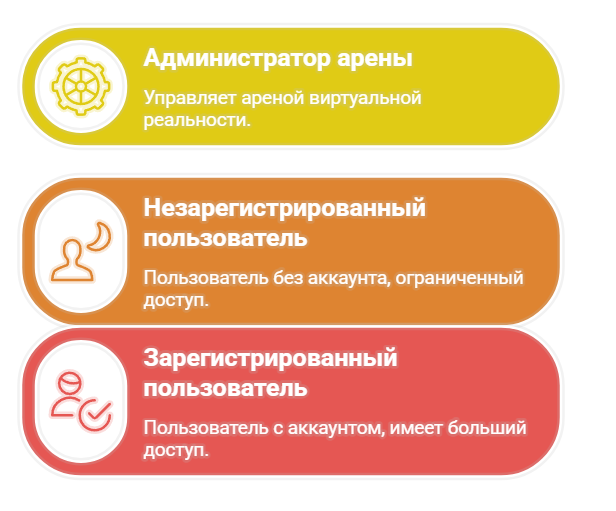 Администратор арены
Управляет ареной виртуальной
реальности.
Незарегистрированный
пользователь
Пользователь без аккаунта, ограниченный
доступ.
Зарегистрированный
пользователь
Пользователь с аккаунтом, имеет больший
доступ.